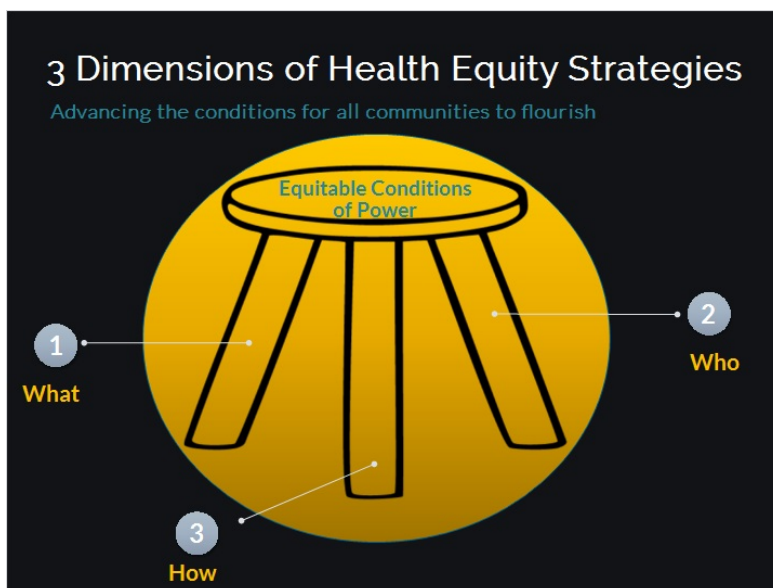 3 Dimensions of Health Equity Strategies
Advancing the conditions for all communities to flourish
Equitable Conditions
of Power
1
What
2
Who
3
How